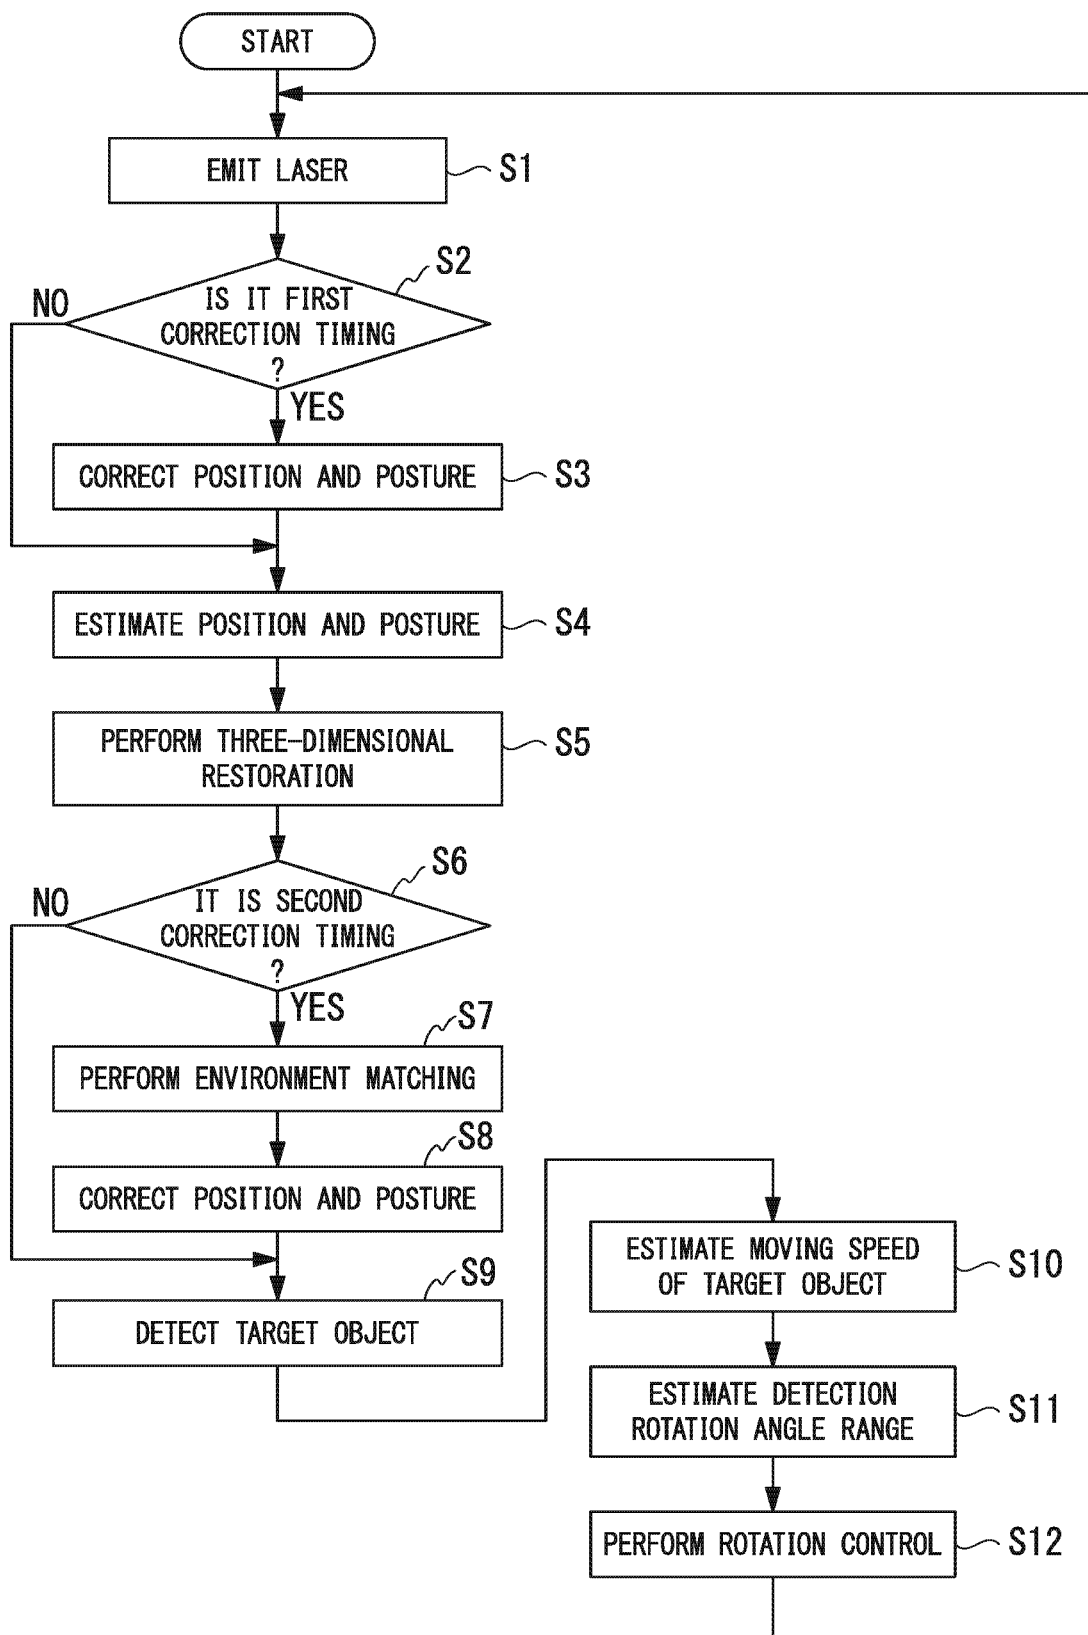 START
EMIT LASER
S1
S2
NO
IS IT FIRST
CORRECTION TIMING
?
YES
CORRECT POSITION AND POSTURE
S3
ESTIMATE POSITION AND POSTURE
S4
PERFORM THREE-DIMENSIONAL
RESTORATION
S5
S6
NO
IT IS SECOND
CORRECTION TIMING
?
YES
S7
PERFORM ENVIRONMENT MATCHING
S8
CORRECT POSITION AND POSTURE
S9
DETECT TARGET OBJECT
ESTIMATE MOVING SPEED
OF TARGET OBJECT
S10
ESTIMATE DETECTION
ROTATION ANGLE RANGE
S11
PERFORM ROTATION CONTROL
S12